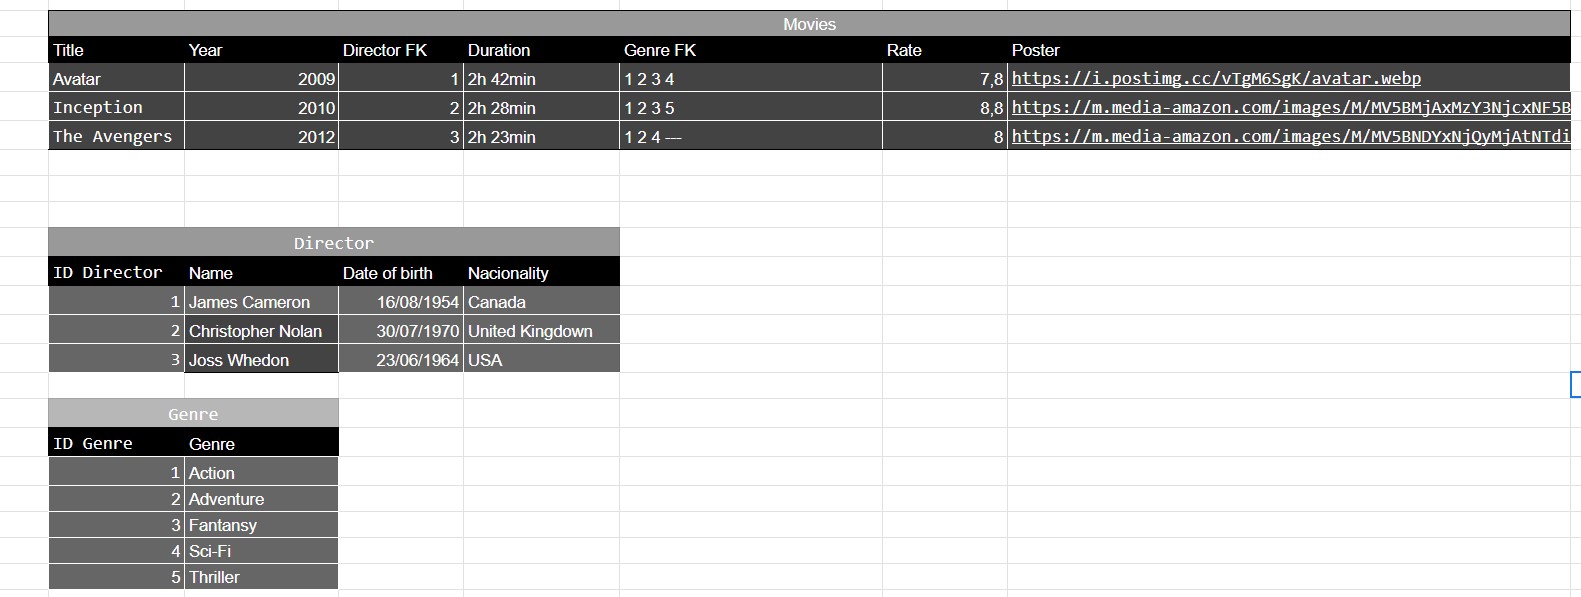 Movies
Title Year Director FK Duration Genre FK Rate Poster
Avatar 2009 1 2h 42min 1 2 3 4 7,8 https://i.postimg.cc/vTgM6SgK/avatar.webp
Inception 2010 2 2h 28min 1 2 3 5 8,8 https://m.media-amazon.com/images/M/MV5BMjAxMzY3NjcxNF5B
The Avengers 2012 3 2h 23min 1 2 4 --- 8 https://m.media-amazon.com/images/M/MV5BNDYxNjQyMjAtNTdi
Director
ID Director Name Date of birth Nacionality
1 James Cameron 16/08/1954 Canada
2 Christopher Nolan 30/07/1970 United Kingdown
3 Joss Whedon 23/06/1964 USA
Genre
ID Genre Genre
1 Action
2 Adventure
3 Fantansy
4 Sci-Fi
5 Thriller